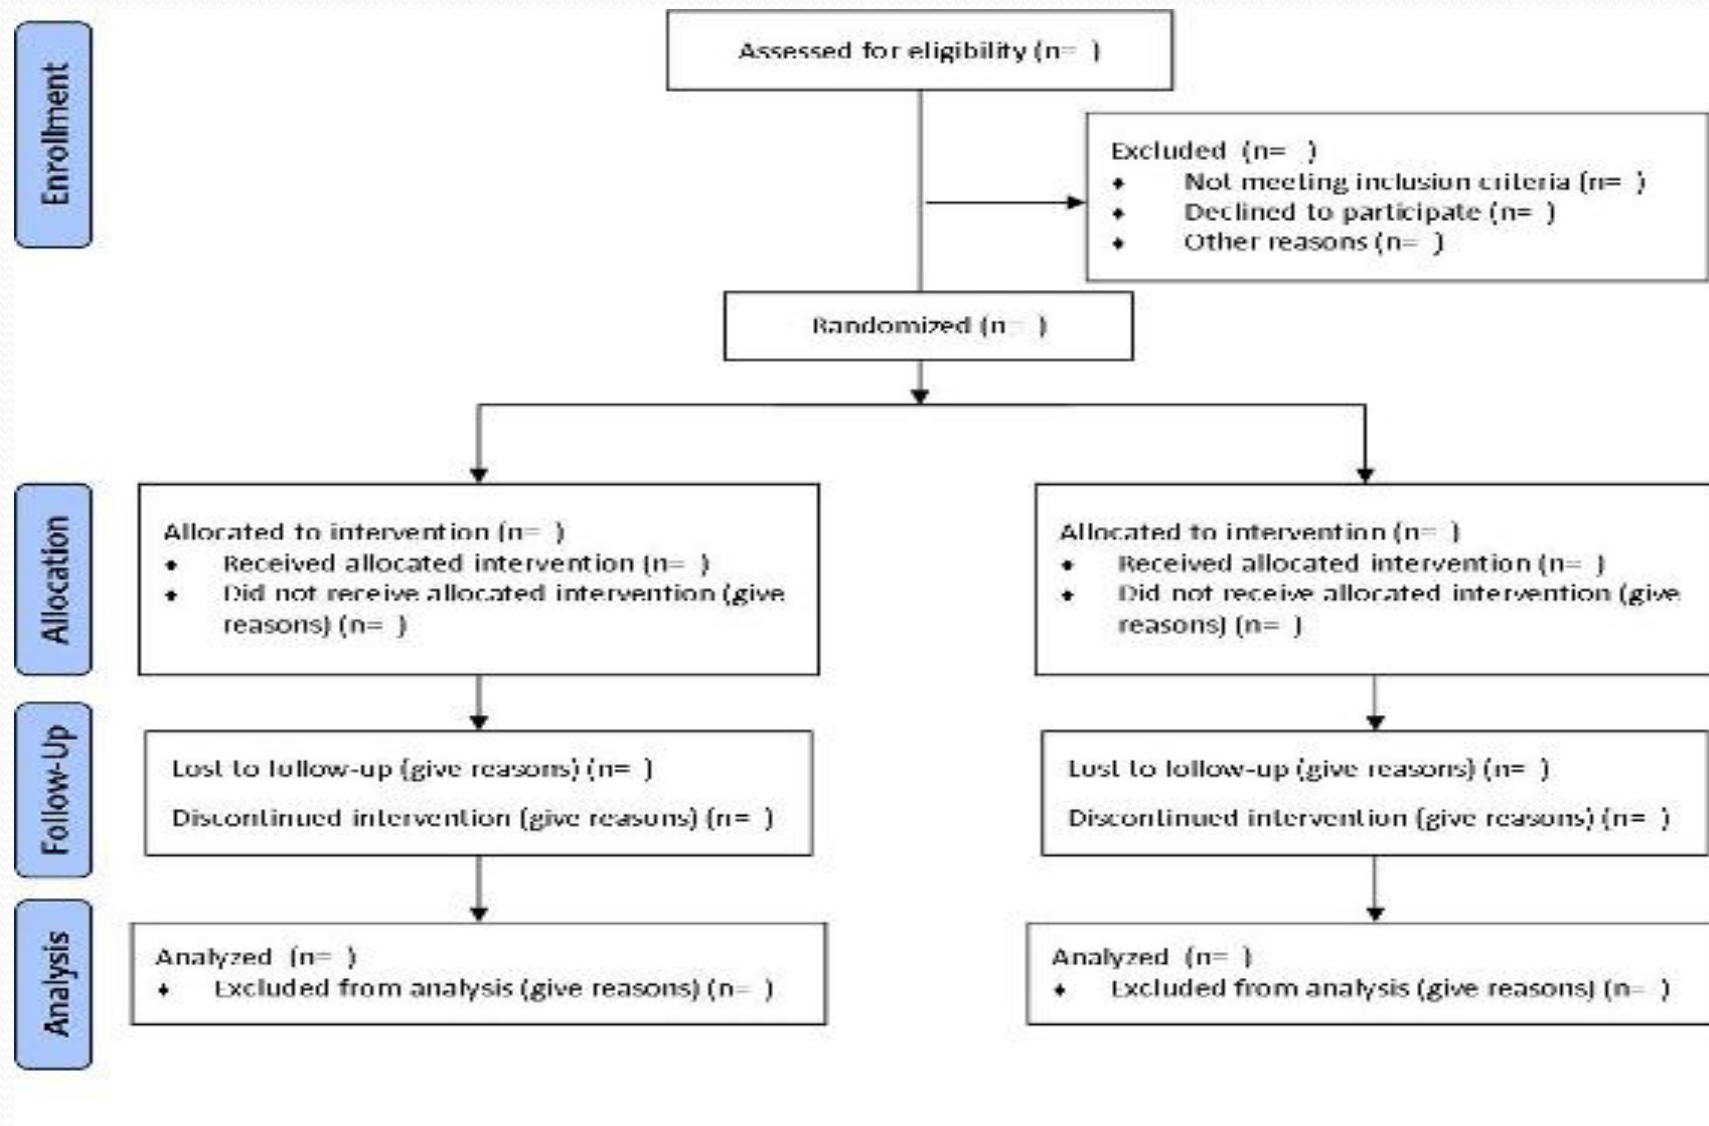 Enrollment
Assessed for eligibility (n= )
Excluded (n= )
♦ Not meeting inclusion criteria (n= )
♦ Declined to participate (n= )
♦ Other reasons (n= )
Randomized (n= )
Allocation
Allocated to intervention (n= )
♦ Received allocated intervention (n= )
♦ Did not receive allocated intervention (give
reasons) (n= )
Allocated to intervention (n= )
♦ Received allocated intervention (n= )
♦ Did not receive allocated intervention (give
reasons) (n= )
Follow-Up
Lost to follow-up (give reasons) (n= )
Discontinued intervention (give reasons) (n= )
Lost to follow-up (give reasons) (n= )
Discontinued intervention (give reasons) (n= )
Analysis
Analyzed (n= )
♦ Excluded from analysis (give reasons) (n= )
Analyzed (n= )
♦ Excluded from analysis (give reasons) (n= )